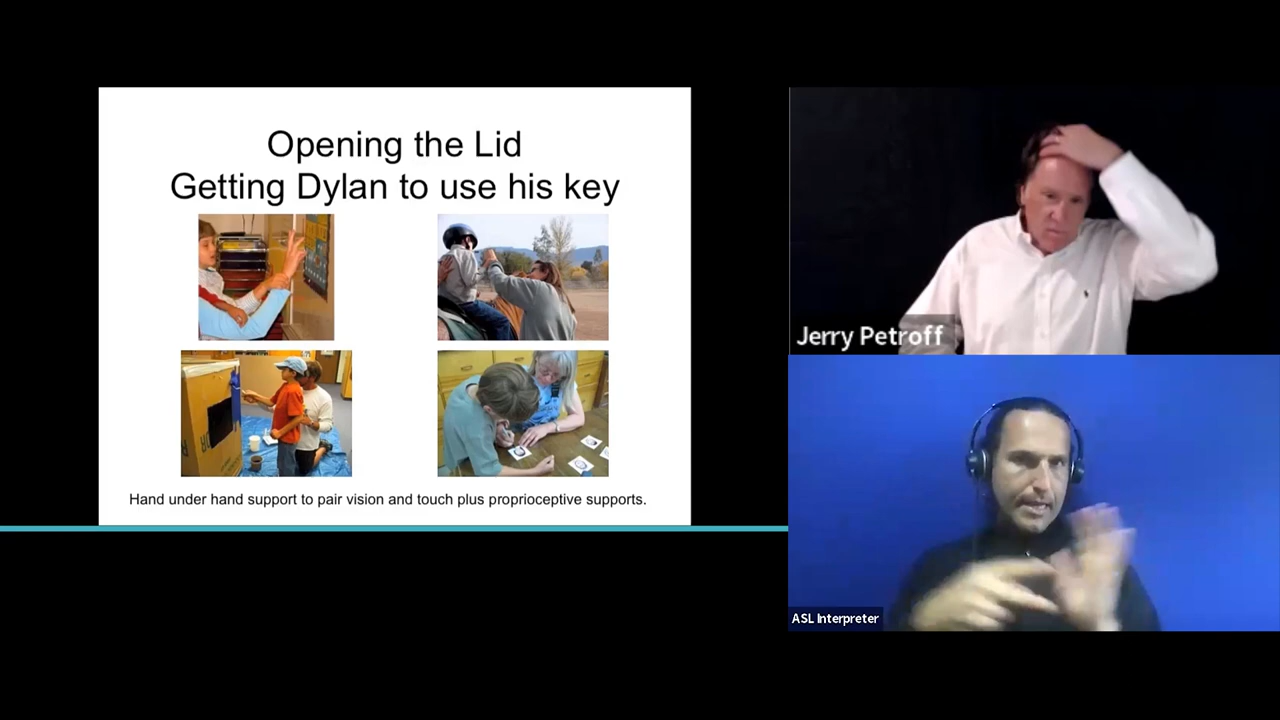 Opening the Lid
Getting Dylan to use his key
Hand under hand support to pair vision and touch plus proprioceptive supports.
Jerry Petroff
ASL Interpreter